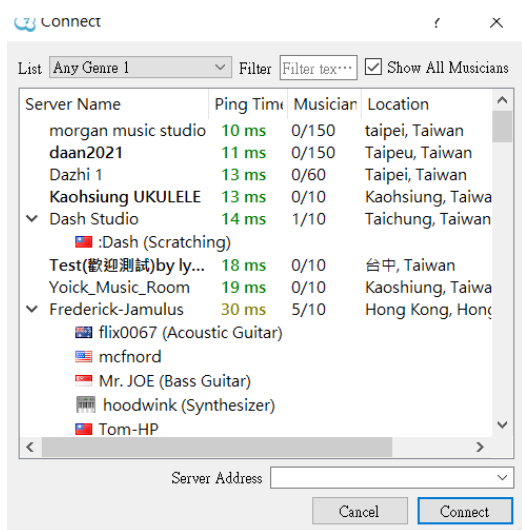 Connect ? ×
List Any Genre 1 Filter Filter tex··· Show All Musicians
Server Name Ping Time Musician Location
morgan music studio 10 ms 0/150 taipei, Taiwan
daan2021 11 ms 0/150 Taipeu, Taiwan
Dazhi 1 13 ms 0/60 Taipei, Taiwan
Kaohsiung UKULELE 13 ms 0/10 Kaohsiung, Taiwa
Dash Studio 14 ms 1/10 Taichung, Taiwan
:Dash (Scratching)
Test(歡迎測試)by ly... 18 ms 0/10 台中, Taiwan
Yoick_Music_Room 19 ms 0/10 Kaoshiung, Taiwa
Frederick-Jamulus 30 ms 5/10 Hong Kong, Hong
flix0067 (Acoustic Guitar)
mcfnord
Mr. JOE (Bass Guitar)
hoodwink (Synthesizer)
Tom-HP
Server Address
Cancel Connect